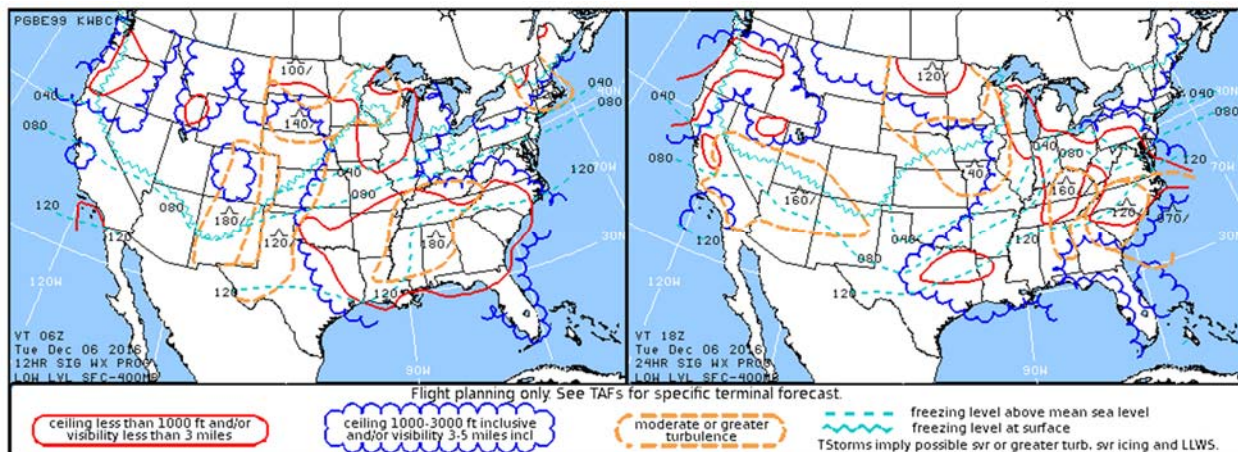 PGBE99 KWBC
100/
140/
180/
120/
180/
040
080
120
040
080
120
080
120
120
120
040
080
120W
90W
30N
40N
70W
VT 06Z
Tue Dec 06 2016
12HR SIG WX PROG
LOW LVL SFC-400MB
120/
160/
160
120
070/
040
080
120
040
080
120
040
080
120
080
120
120W
90W
30N
40N
70W
VT 18Z
Tue Dec 06 2016
24HR SIG WX PROG
LOW LVL SFC-400MB
Flight planning only. See TAFs for specific terminal forecast.
ceiling less than 1000 ft and/or
visibility less than 3 miles
ceiling 1000-3000 ft inclusive
and/or visibility 3-5 miles incl
moderate or greater
turbulence
freezing level above mean sea level
freezing level at surface
TStorms imply possible svr or greater turb. svr icing and LLWS.